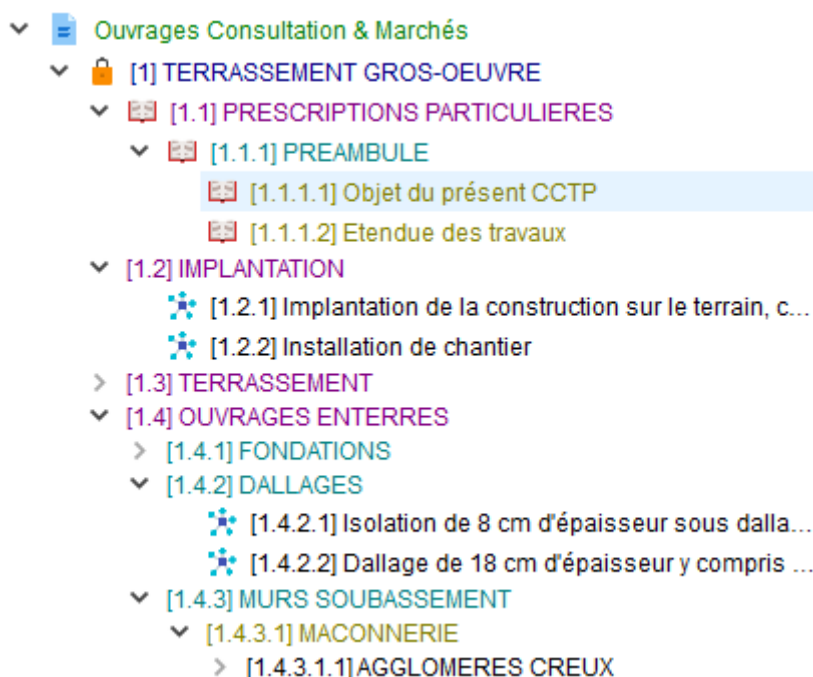 Ouvrages Consultation & Marchés
[1] TERRASSEMENT GROS-OEUVRE
[1.1] PRESCRIPTIONS PARTICULIERES
[1.1.1] PREAMBULE
[1.1.1.1] Objet du présent CCTP
[1.1.1.2] Etendue des travaux
[1.2] IMPLANTATION
[1.2.1] Implantation de la construction sur le terrain, c...
[1.2.2] Installation de chantier
[1.3] TERRASSEMENT
[1.4] OUVRAGES ENTERRES
[1.4.1] FONDATIONS
[1.4.2] DALLAGES
[1.4.2.1] Isolation de 8 cm d'épaisseur sous dalla...
[1.4.2.2] Dallage de 18 cm d'épaisseur y compris ...
[1.4.3] MURS SOUBASSEMENT
[1.4.3.1] MACONNERIE
[1.4.3.1.1] AGGLOMERES CREUX